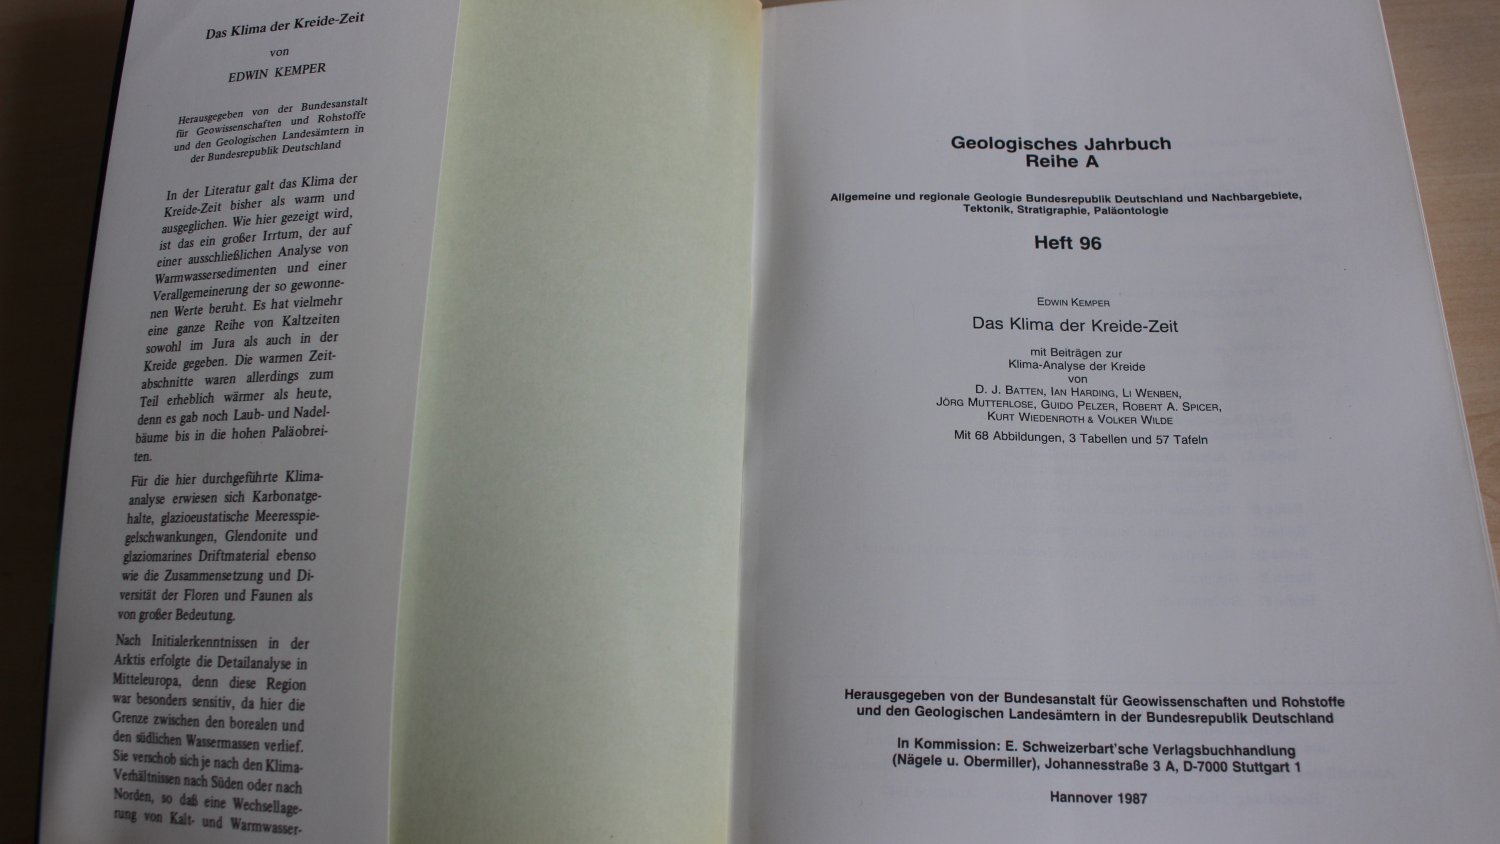 Das Klima der Kreide-Zeit
von
EDWIN KEMPER
Herausgegeben von der Bundesanstalt
für Geowissenschaften und Rohstoffe
und den Geologischen Landesämtern in
der Bundesrepublik Deutschland
In der Literatur galt das Klima der
Kreide-Zeit bisher als warm und
ausgeglichen. Wie hier gezeigt wird,
ist das ein großer Irrtum, der auf
einer ausschließlichen Analyse von
Warmwassersedimenten und einer
Verallgemeinerung der so gewonne-
nen Werte beruht. Es hat vielmehr
eine ganze Reihe von Kaltzeiten
sowohl im Jura als auch in der
Kreide gegeben. Die warmen Zeit-
abschnitte waren allerdings zum
Teil erheblich wärmer als heute,
denn es gab noch Laub- und Nadel-
bäume bis in die hohen Paläobrei-
ten.
Für die hier durchgeführte Klima-
analyse erwiesen sich Karbonatge-
halte, glazioeustatische Meeresspie-
gelschwankungen, Glendonite und
glaziomarines Driftmaterial ebenso
wie die Zusammensetzung und Di-
versität der Floren und Faunen als
von großer Bedeutung.
Nach Initialerkenntnissen in der
Arktis erfolgte die Detailanalyse in
Mitteleuropa, denn diese Region
war besonders sensitiv, da hier die
Grenze zwischen den borealen und
den südlichen Wassermassen verlief.
Sie verschob sich je nach den Klima-
Verhältnissen nach Süden oder nach
Norden, so daß eine Wechsellage-
rung von Kalt- und Warmwasser-
Geologisches Jahrbuch
Reihe A
Allgemeine und regionale Geologie Bundesrepublik Deutschland und Nachbargebiete,
Tektonik, Stratigraphie, Paläontologie
Heft 96
EDWIN KEMPER
Das Klima der Kreide-Zeit
mit Beiträgen zur
Klima-Analyse der Kreide
von
D. J. BATTEN, IAN HARDING, LI WENBEN,
JÖRG MUTTERLOSE, GUIDO PELZER, ROBERT A. SPICER,
KURT WIEDENROTH & VOLKER WILDE
Mit 68 Abbildungen, 3 Tabellen und 57 Tafeln
Herausgegeben von der Bundesanstalt für Geowissenschaften und Rohstoffe
und den Geologischen Landesämtern in der Bundesrepublik Deutschland
In Kommission: E. Schweizerbart'sche Verlagsbuchhandlung
(Nägele u. Obermiller), Johannesstraße 3 A, D-7000 Stuttgart 1
Hannover 1987